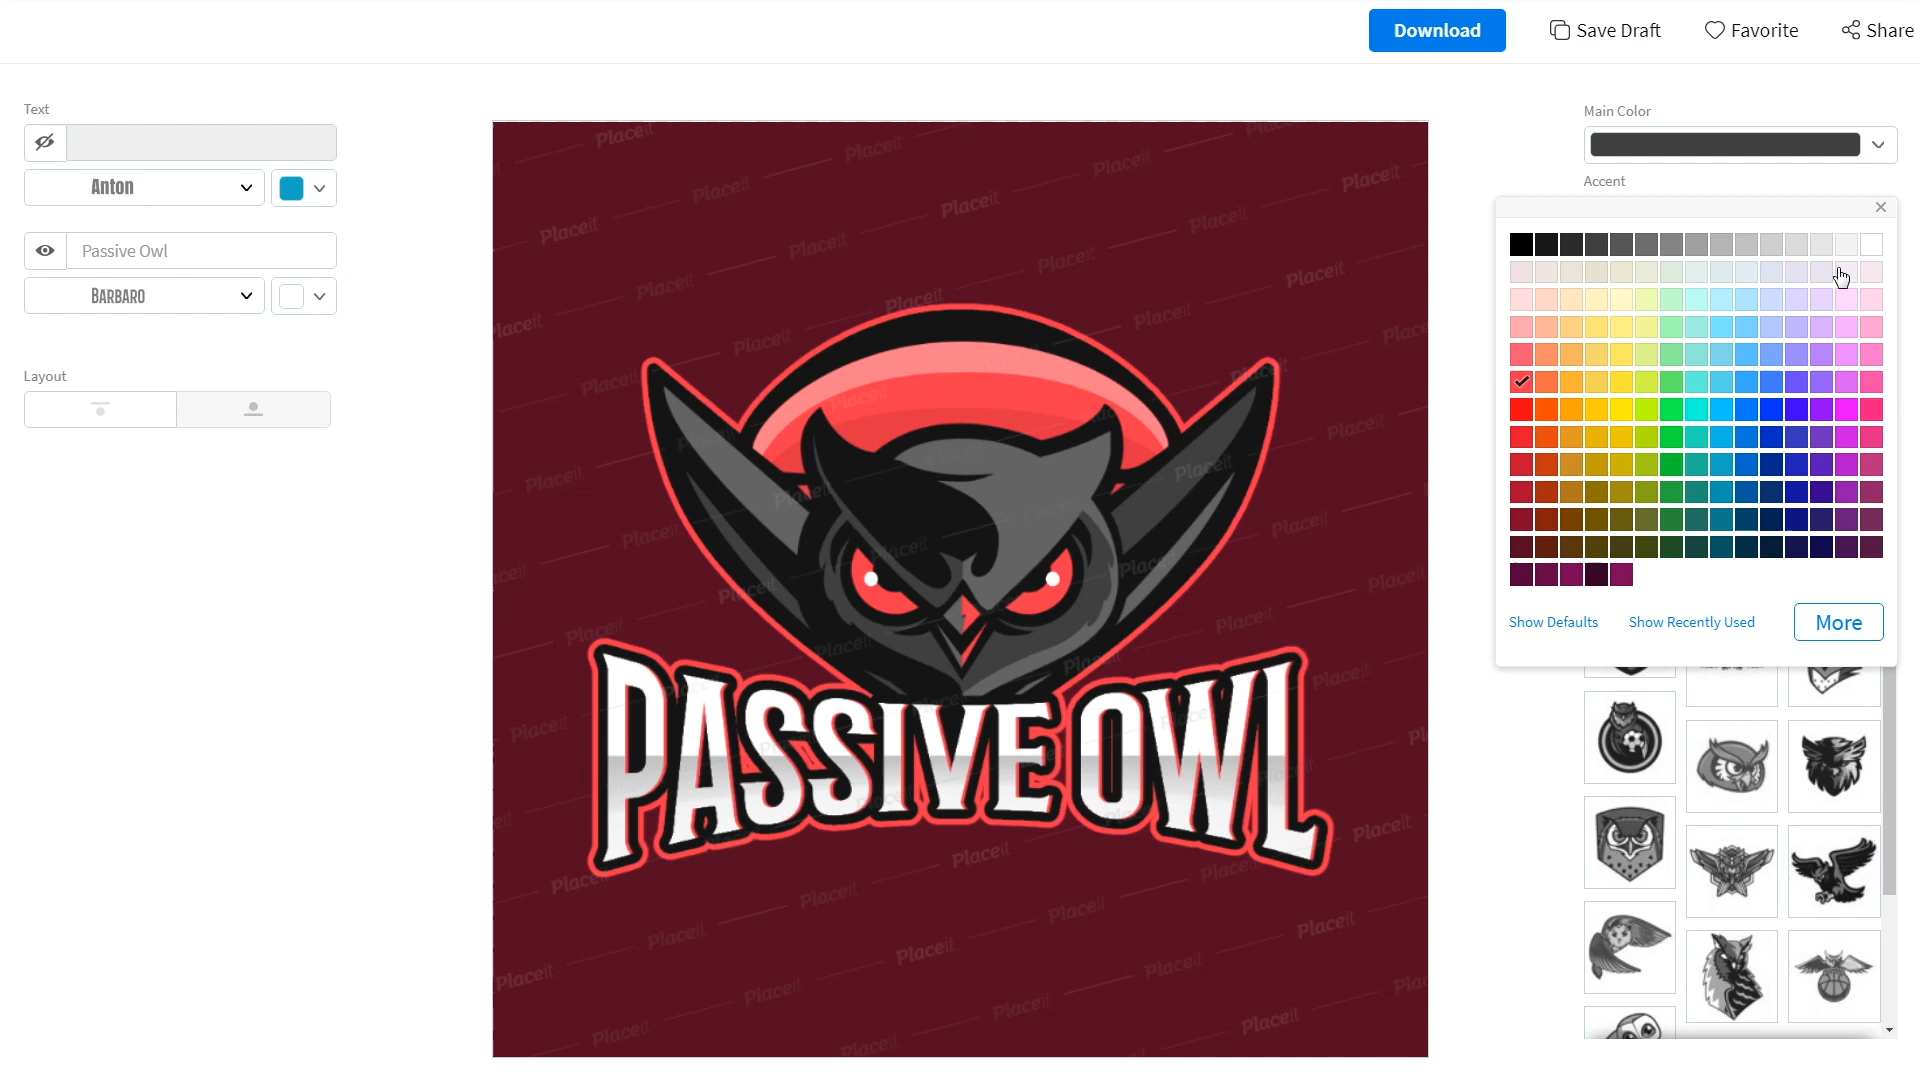 Download
Save Draft
Favorite
Share
Text
Anton
Passive Owl
BARBARO
Layout
Main Color
Accent
Show Defaults
Show Recently Used
More
PASSIVE OWL
Placeit